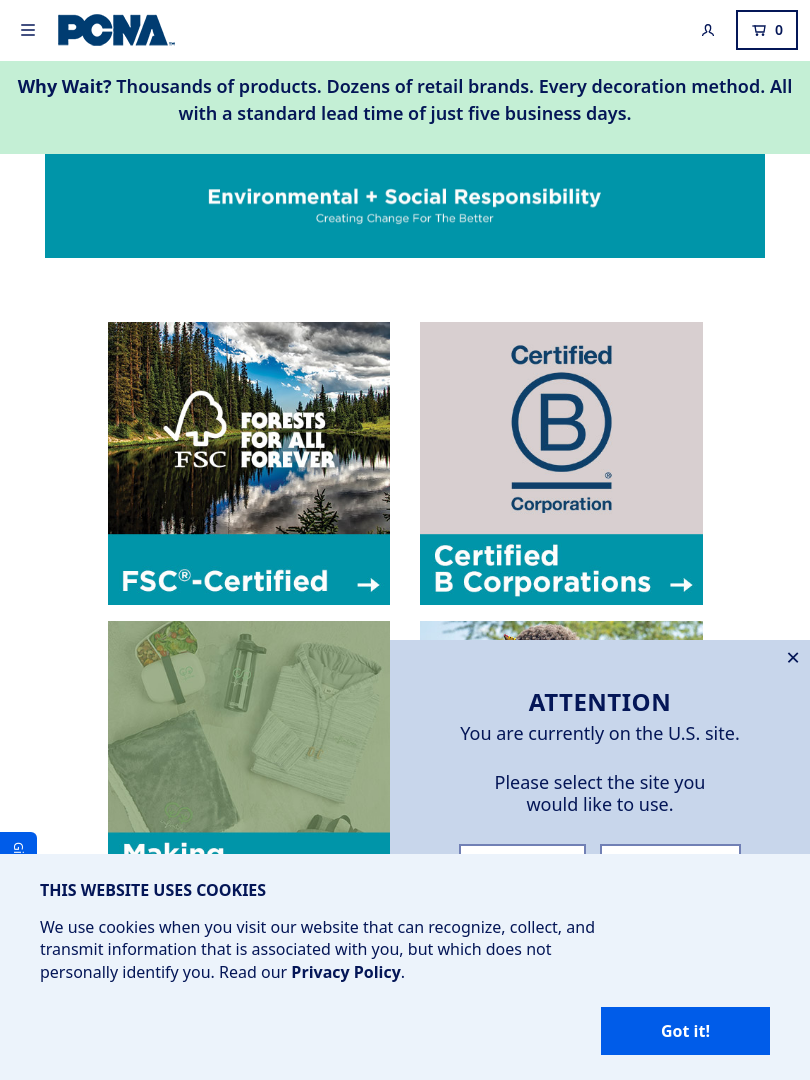 PCNA
0
Why Wait? Thousands of products. Dozens of retail brands. Every decoration method. All
with a standard lead time of just five business days.
Environmental + Social Responsibility
Creating Change For The Better
FORESTS
FOR ALL
FOREVER
FSC
FSC®-Certified
Certified
B
®
Corporation
Certified
B Corporations
Making
ATTENTION
You are currently on the U.S. site.
Please select the site you
would like to use.
THIS WEBSITE USES COOKIES
We use cookies when you visit our website that can recognize, collect, and
transmit information that is associated with you, but which does not
personally identify you. Read our Privacy Policy.
Got it!